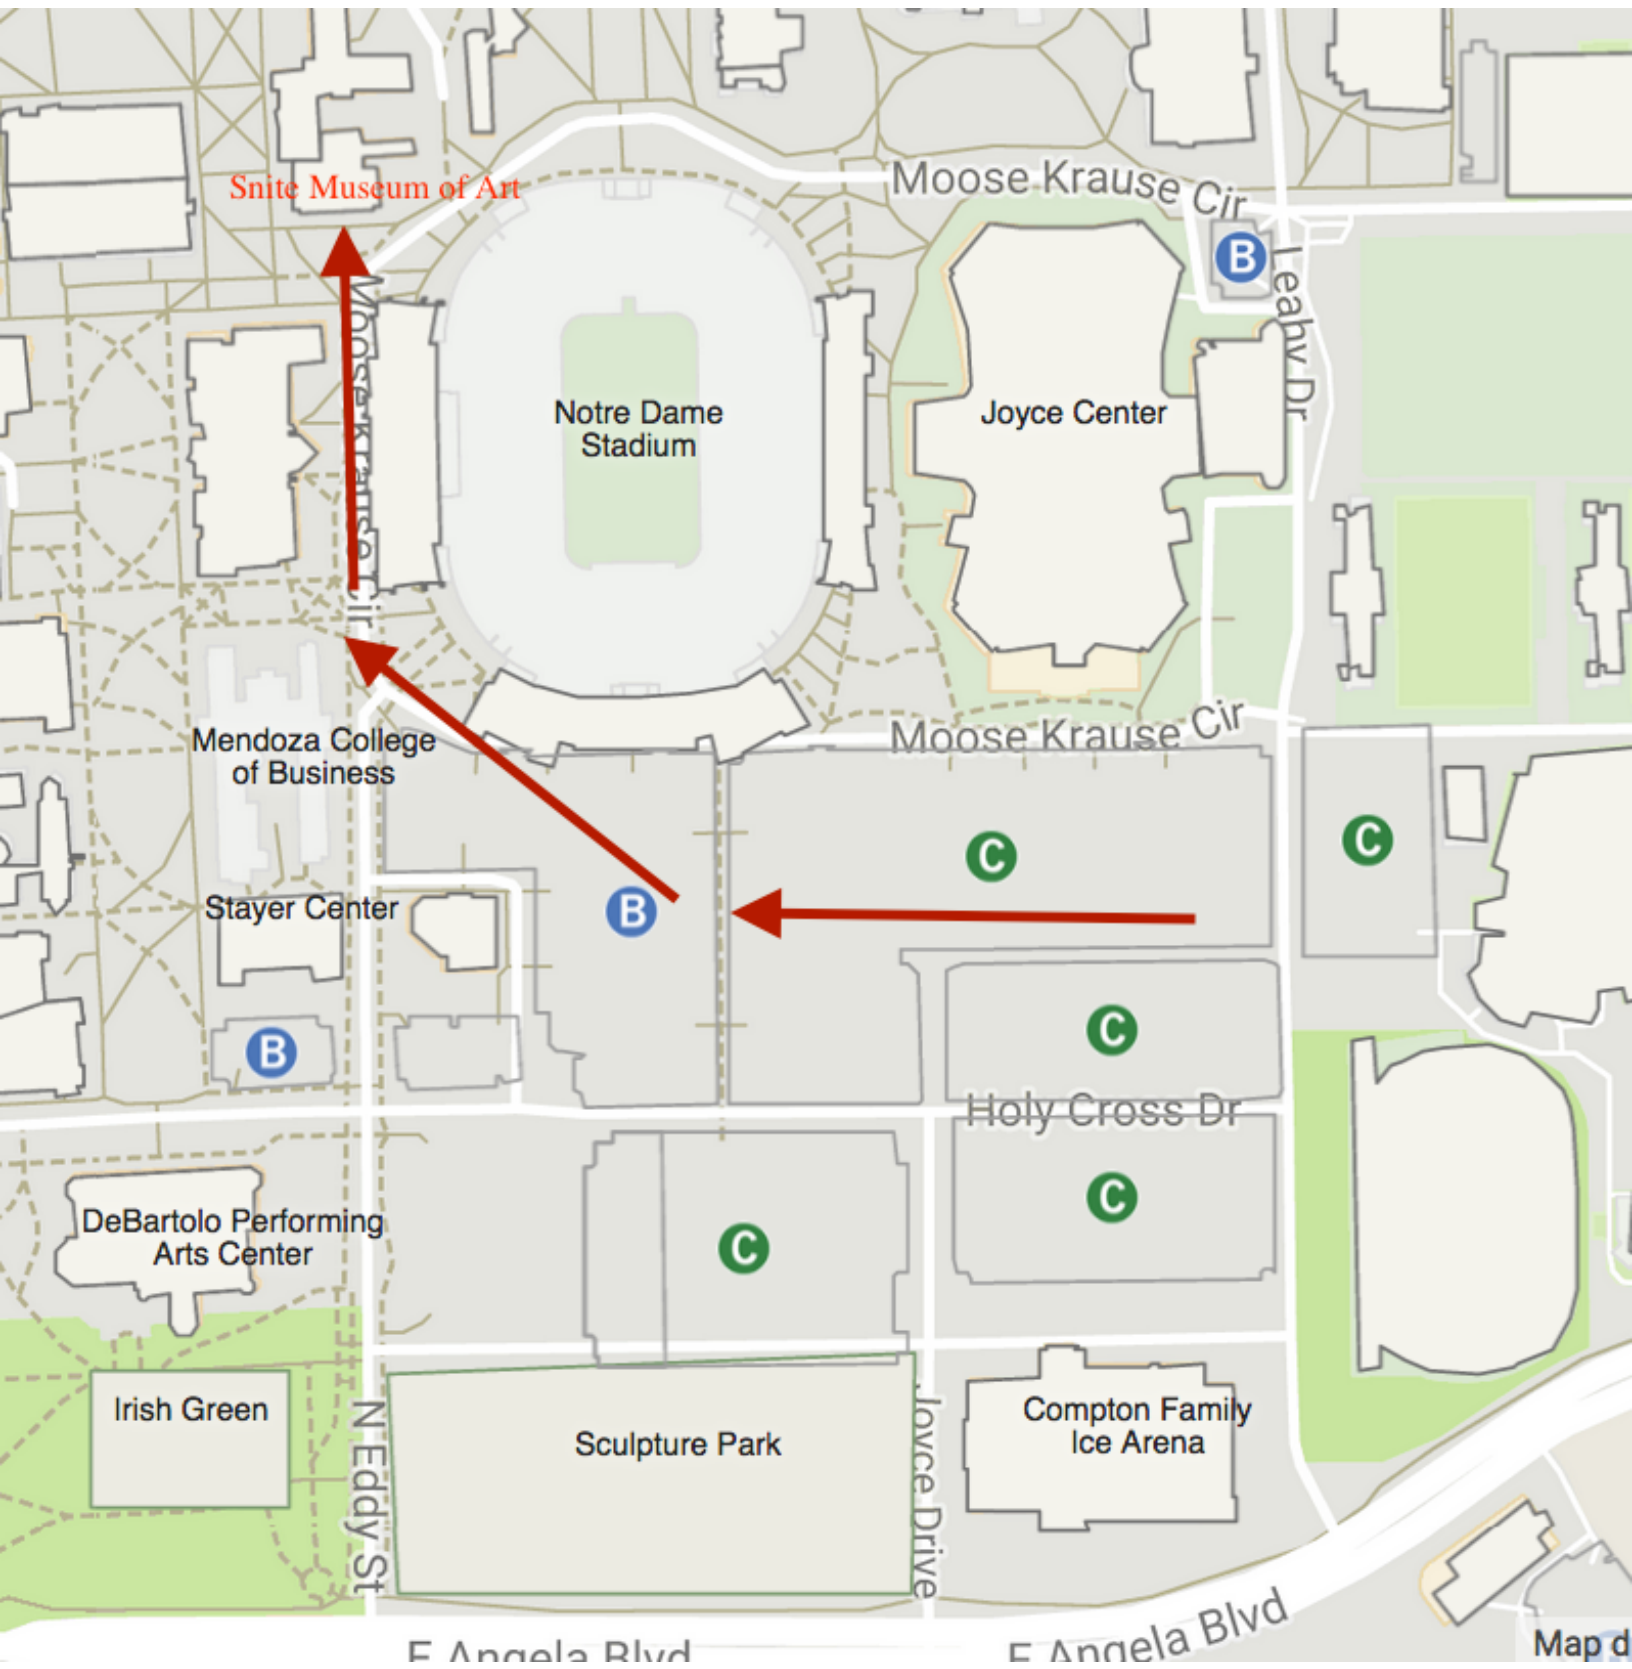 Moose Krause Cir
Snite Museum of Art
B
Leahy Dr
Moose Krause Cir
Notre Dame
Stadium
Joyce Center
Moose Krause Cir
Mendoza College
of Business
C
C
Stayer Center
B
B
C
Holy Cross Dr
C
DeBartolo Performing
Arts Center
C
Irish Green
Sculpture Park
Compton Family
Ice Arena
N Eddy St
Joyce Drive
E Angela Blvd
E Angela Blvd
Map d